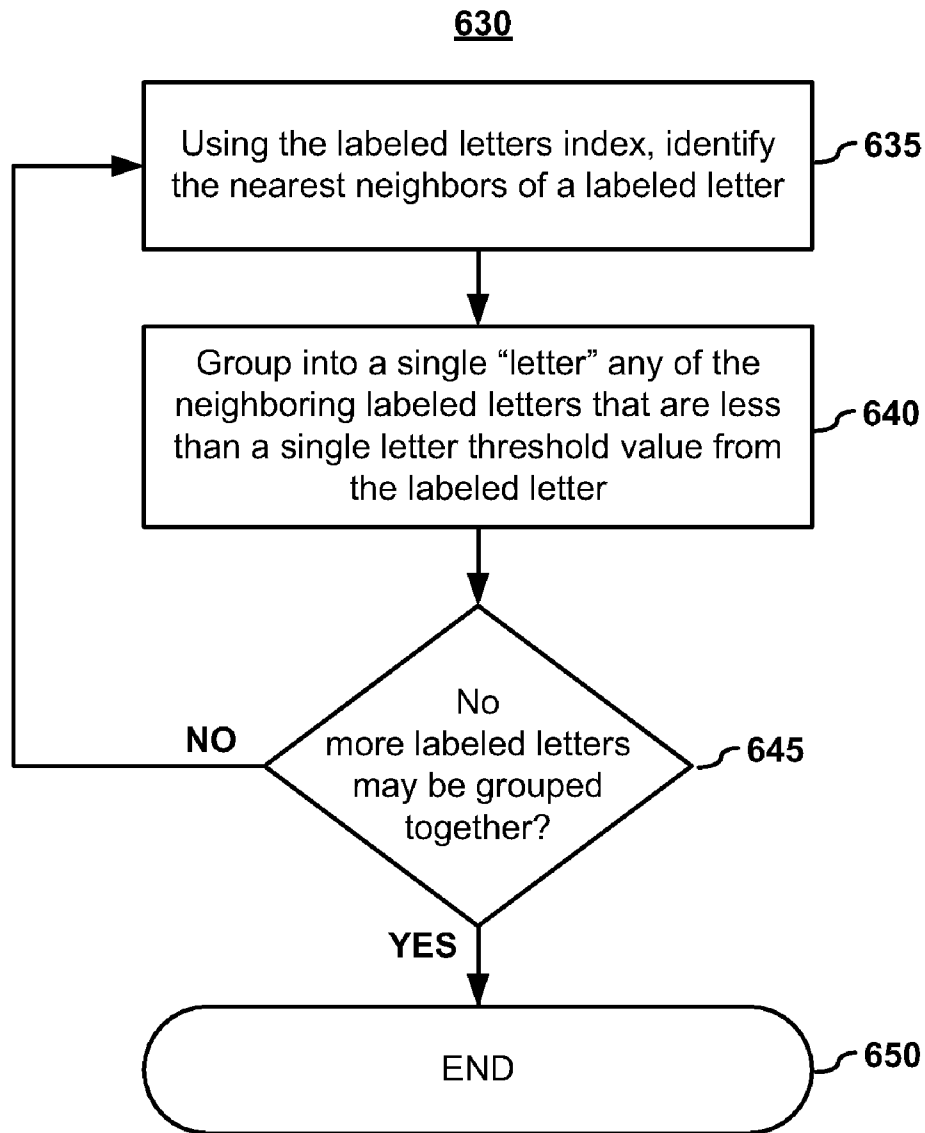 630
Using the labeled letters index, identify
the nearest neighbors of a labeled letter
635
Group into a single “letter” any of the
neighboring labeled letters that are less
than a single letter threshold value from
the labeled letter
640
No
more labeled letters
may be grouped
together?
645
NO
YES
END
650